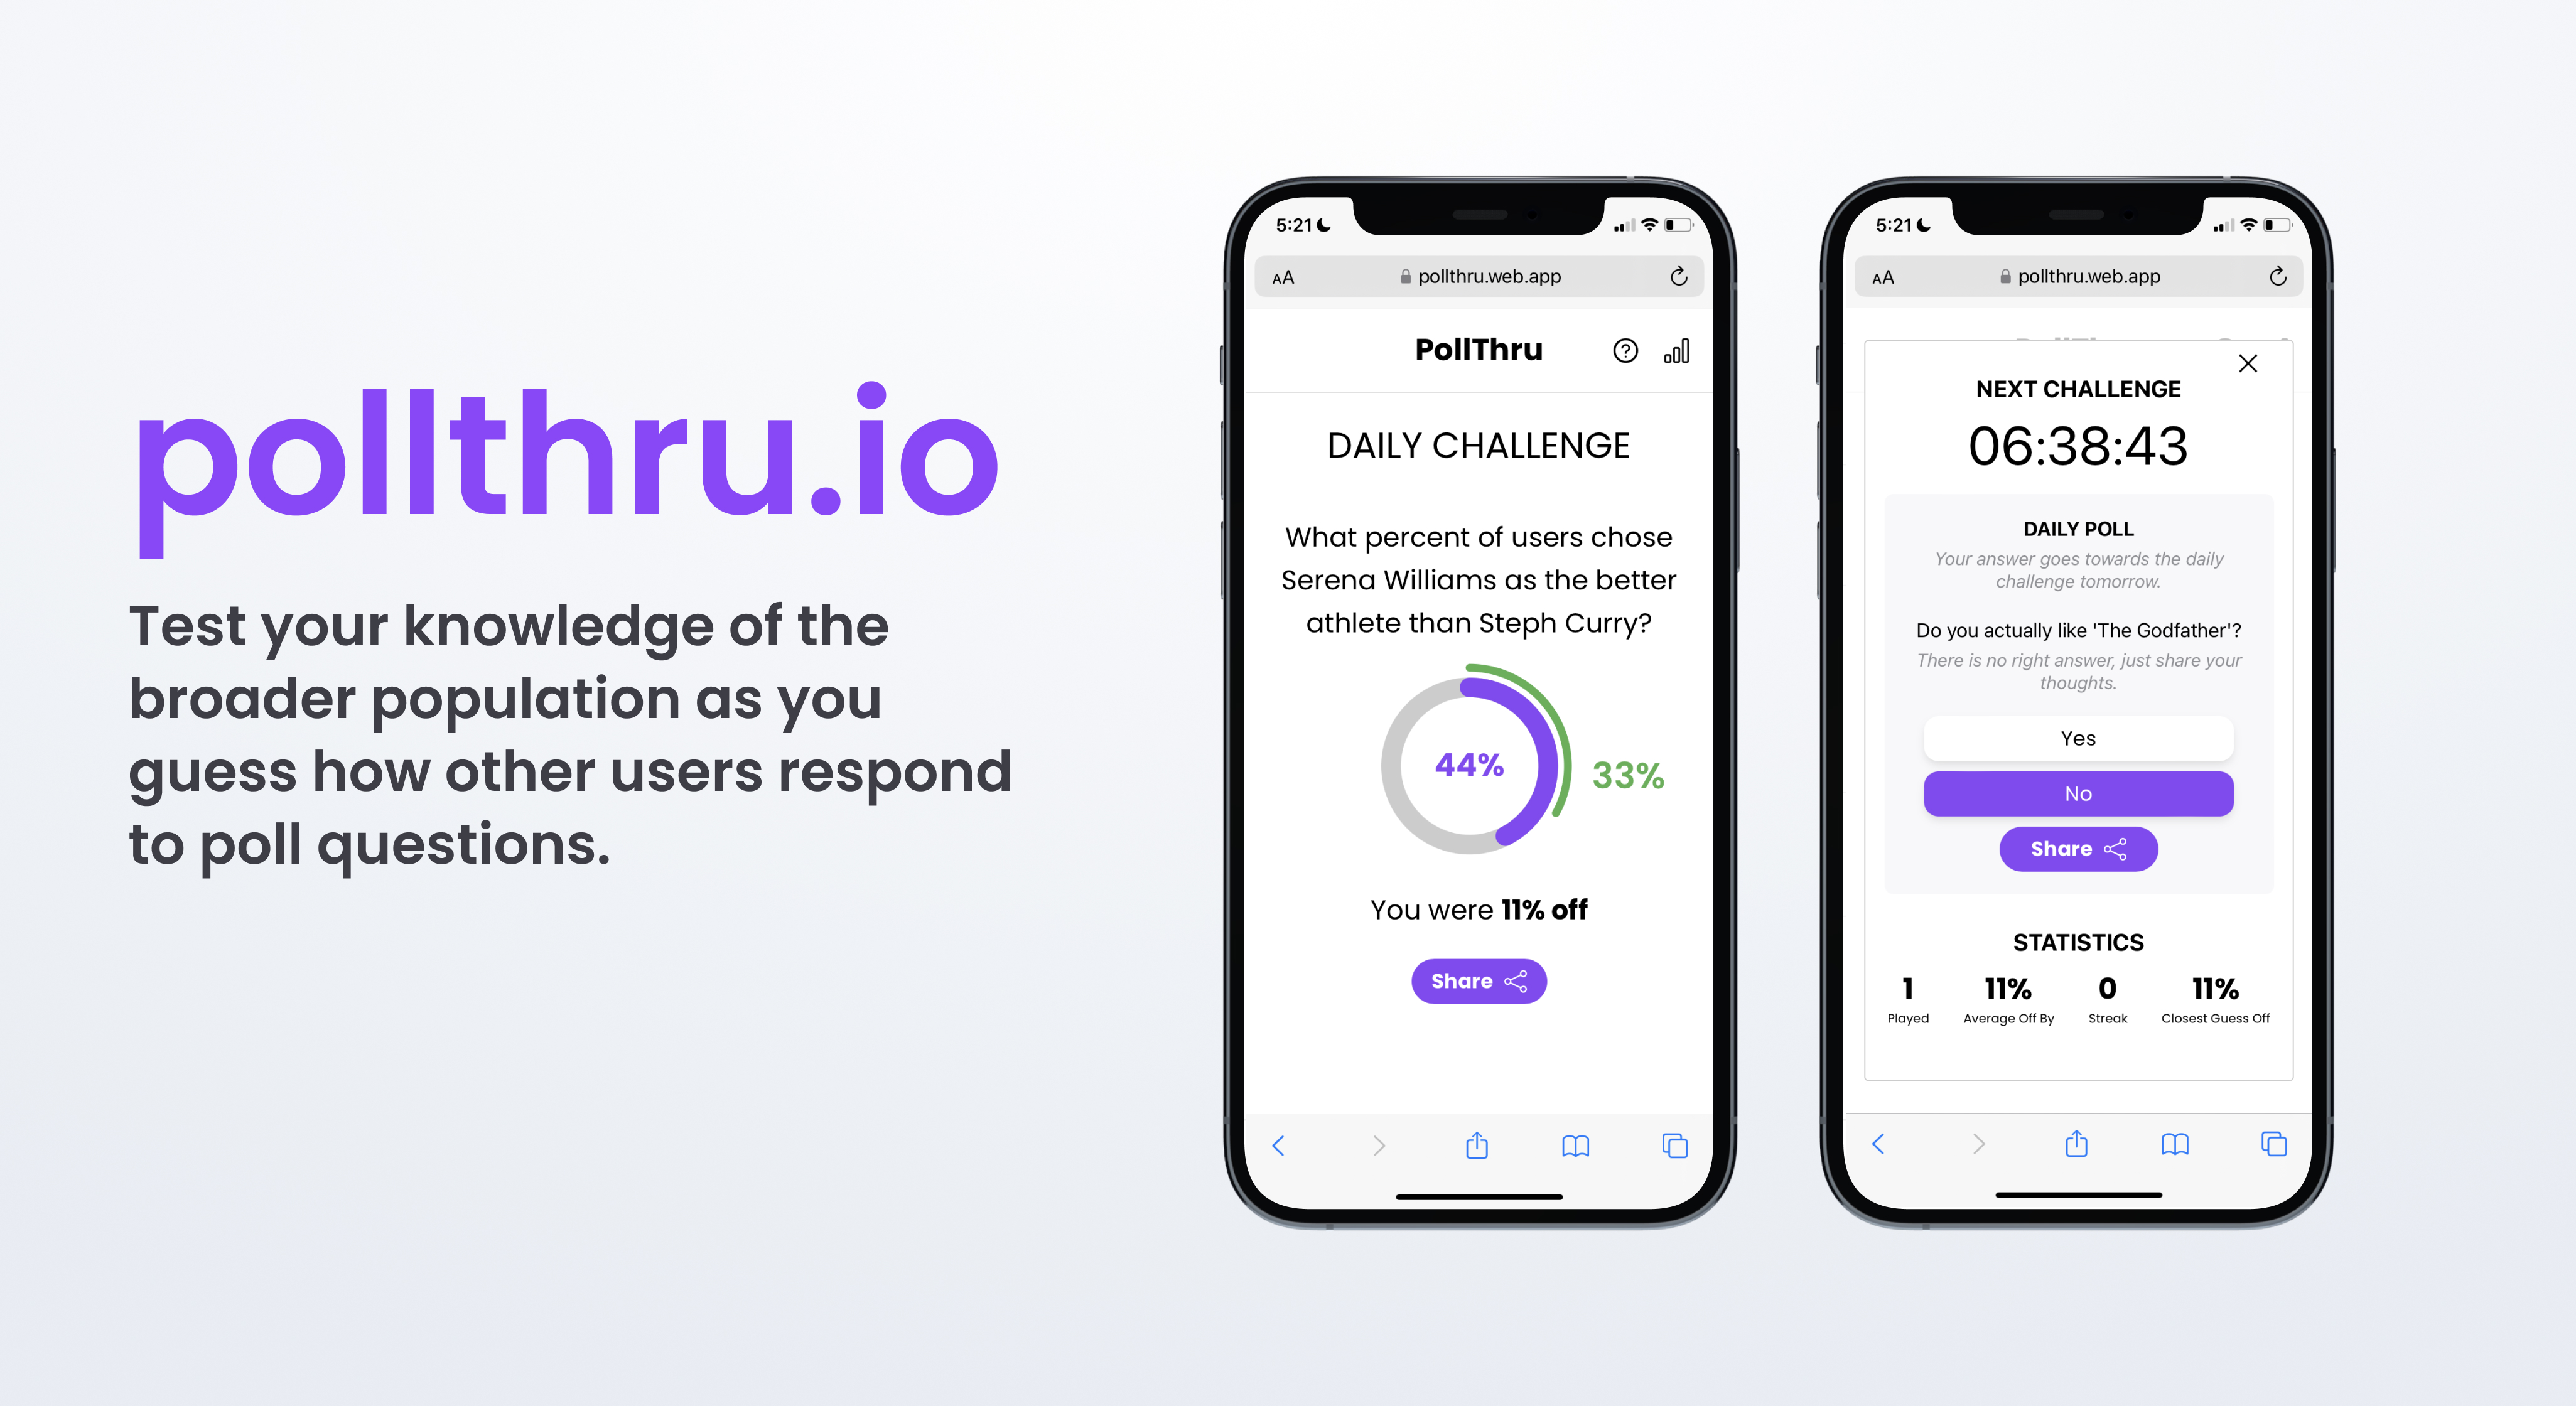 pollthru.io
Test your knowledge of the
broader population as you
guess how other users respond
to poll questions.
5:21
AA pollthru.web.app
PollThru
DAILY CHALLENGE
What percent of users chose
Serena Williams as the better
athlete than Steph Curry?
44%
33%
You were 11% off
Share
5:21
AA pollthru.web.app
NEXT CHALLENGE
06:38:43
DAILY POLL
Your answer goes towards the daily
challenge tomorrow.
Do you actually like 'The Godfather'?
There is no right answer, just share your
thoughts.
Yes
No
Share
STATISTICS
1 11% 0 11%
Played Average Off By Streak Closest Guess Off